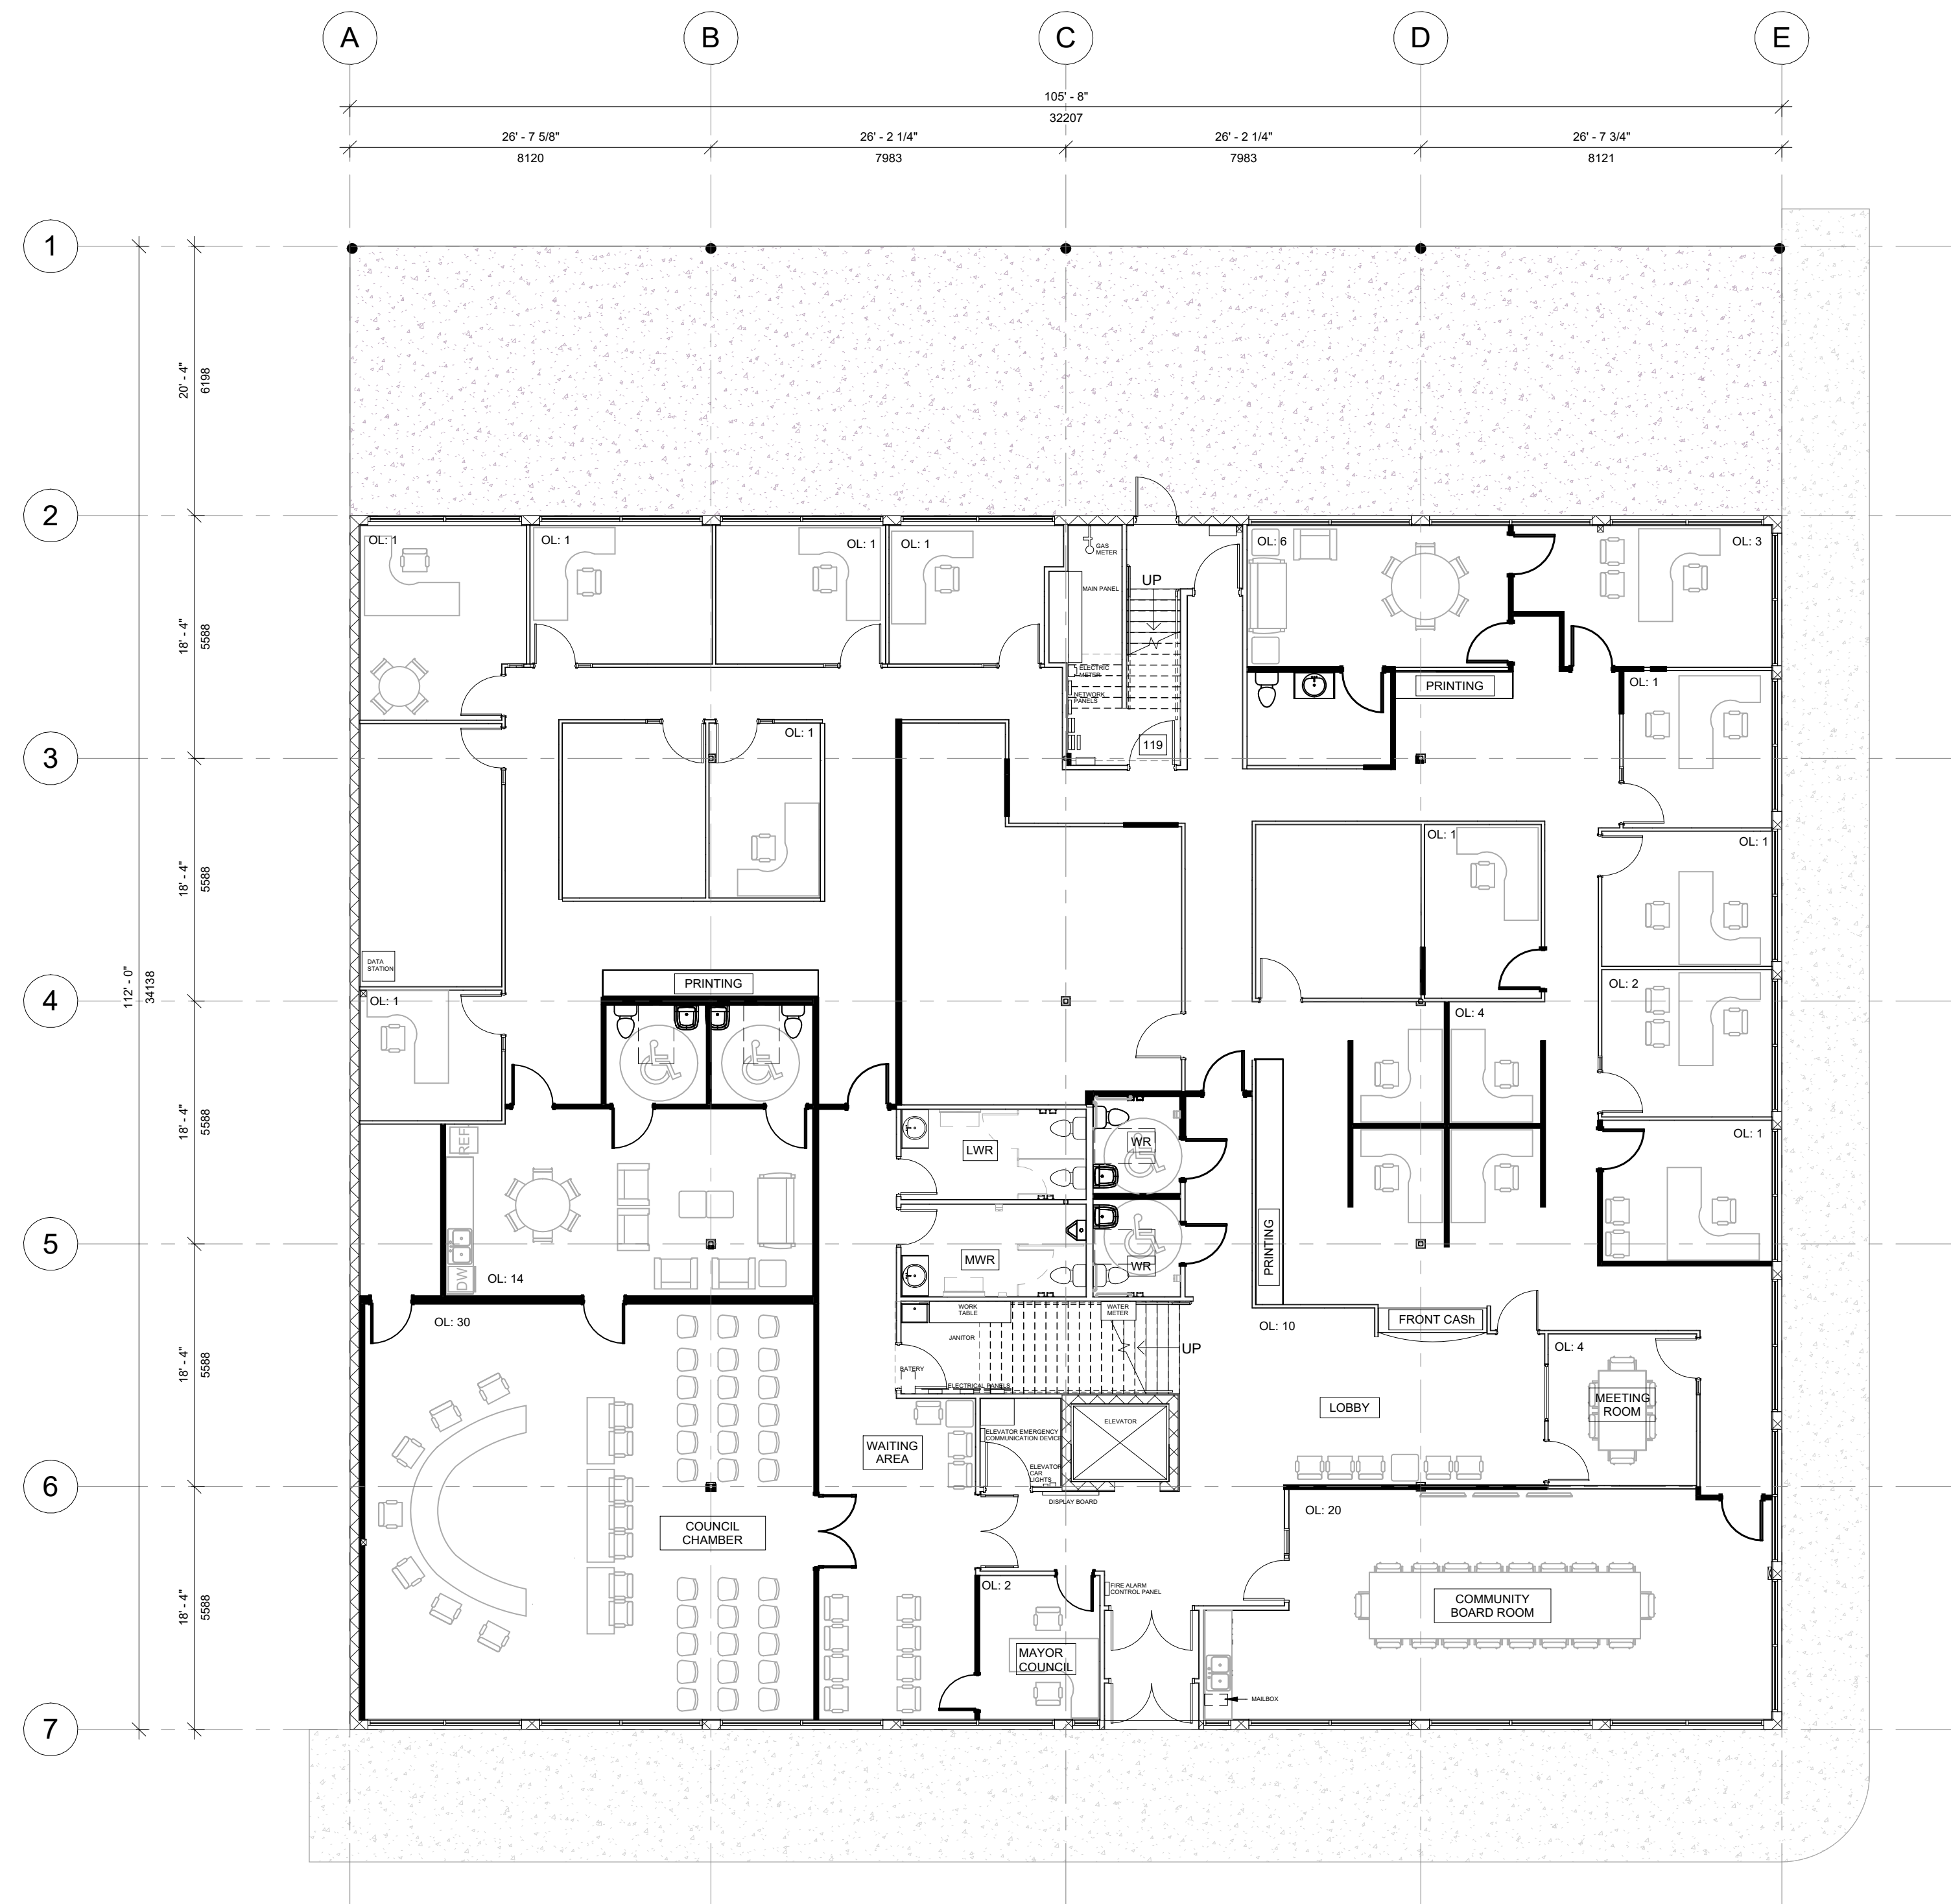 A
B
C
D
E
105' - 8"
32207
26' - 7 5/8"
26' - 2 1/4"
26' - 2 1/4"
26' - 7 3/4"
8120
7983
7983
8121
1
20' - 4"
6198
2
OL: 1
OL: 1
OL: 1
OL: 1
GAS
METER
UP
MAIN PANEL
OL: 6
OL: 3
18' - 4"
5588
ELECTRIC
METER
NETWORK
PANELS
PRINTING
OL: 1
OL: 1
119
3
OL: 1
OL: 1
18' - 4"
5588
112' - 0"
34138
DATA
STATION
PRINTING
4
OL: 1
OL: 2
OL: 4
18' - 4"
5588
REF
LWR
WR
OL: 1
5
DW
OL: 14
MWR
WR
PRINTING
WORK
TABLE
WATER
METER
JANITOR
BATERY
ELECTRICAL PANELS
UP
OL: 30
OL: 10
FRONT CASh
OL: 4
18' - 4"
5588
MEETING
ROOM
LOBBY
ELEVATOR
WAITING
AREA
ELEVATOR EMERGENCY
COMMUNICATION DEVICE
ELEVATOR
CAR
LIGHTS
DISPLAY BOARD
6
COUNCIL
CHAMBER
OL: 20
OL: 2
FIRE ALARM
CONTROL PANEL
COMMUNITY
BOARD ROOM
18' - 4"
5588
MAYOR
COUNCIL
MAILBOX
7